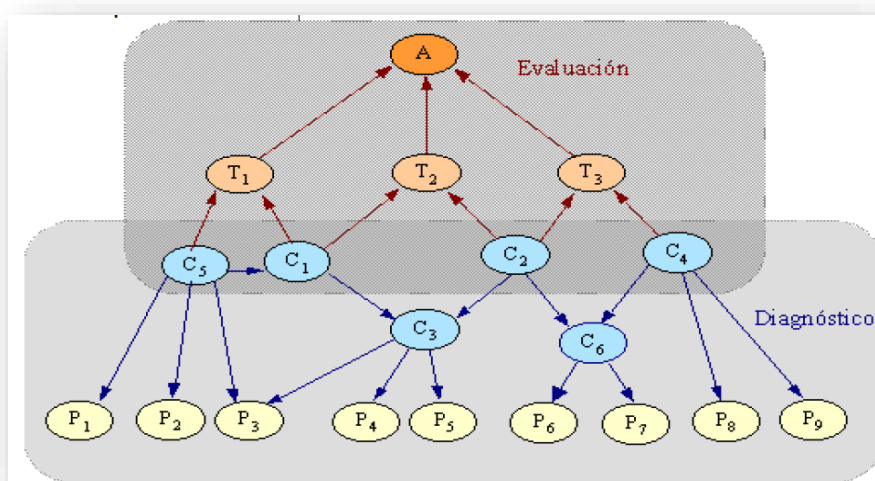 A
Evaluación
T1 T2 T3
C5 C1 C2 C4
Diagnóstico
C3 C6
P1 P2 P3 P4 P5 P6 P7 P8 P9